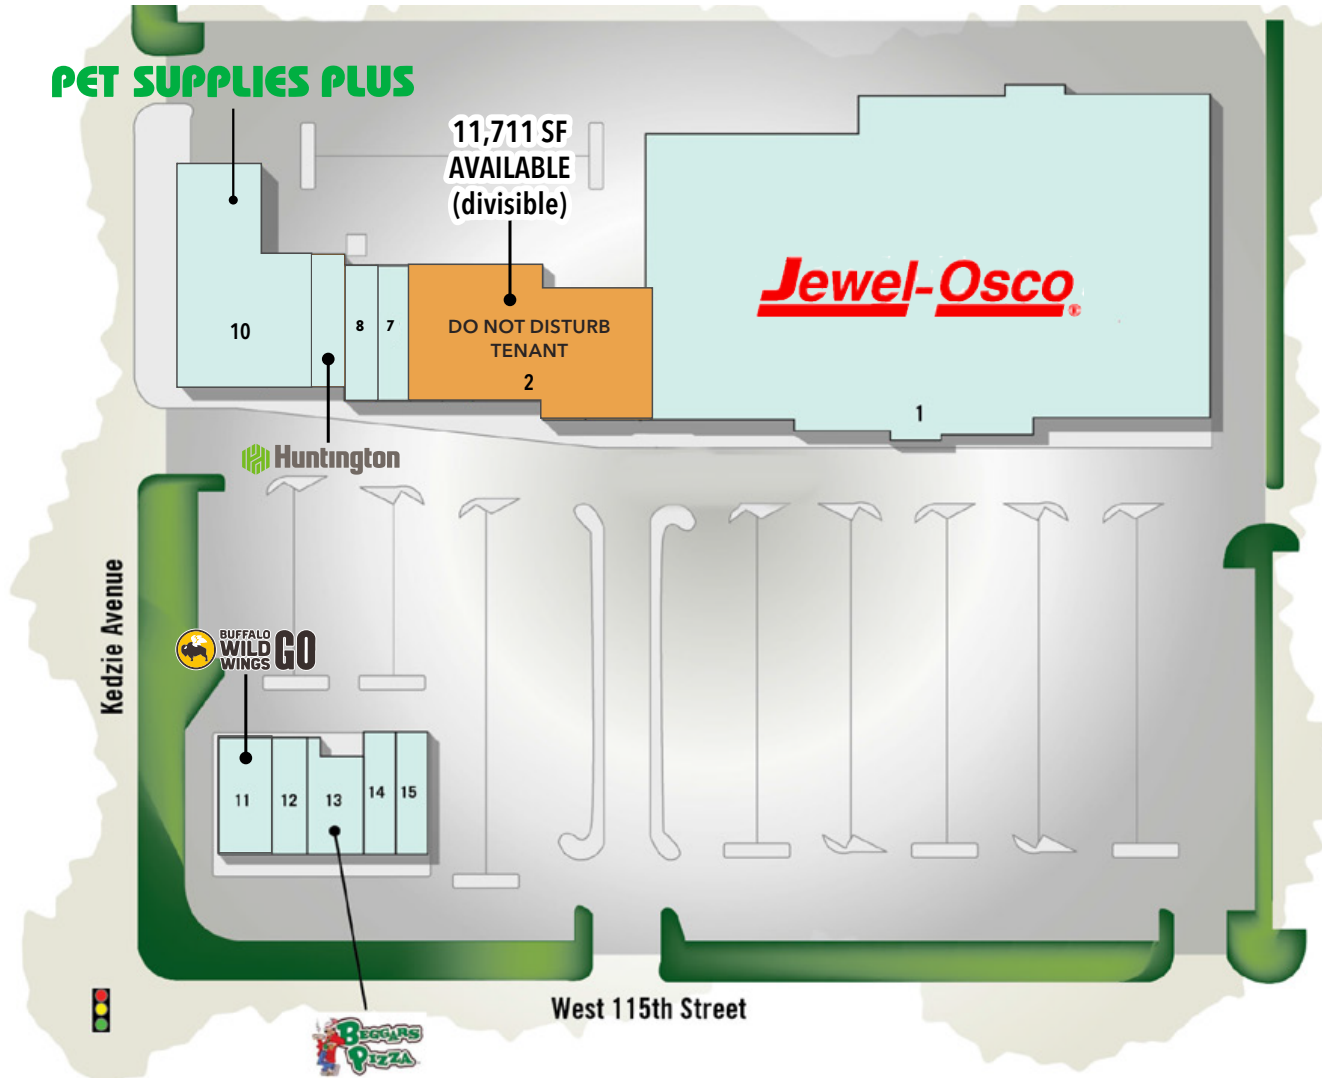 PET SUPPLIES PLUS
11,711 SF
AVAILABLE
(divisible)
Jewel-Osco®
10
8
7
DO NOT DISTURB
TENANT
2
1
Huntington
Kedzie Avenue
BUFFALO
WILD
WINGS GO
11
12
13
14
15
West 115th Street
BEGGARS
PIZZA